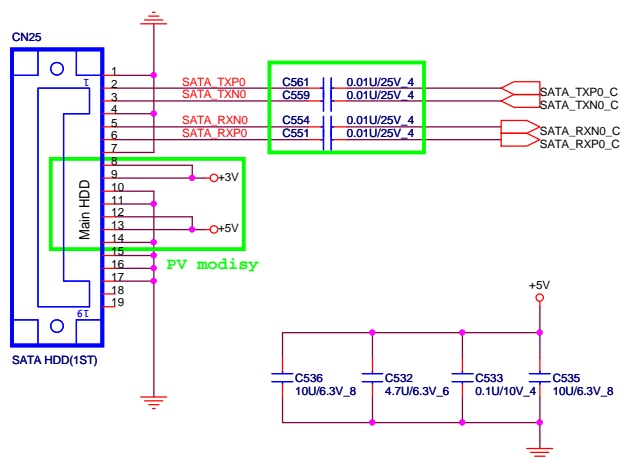 CN25
1
1
2
3
4
5
6
7
8
9
10
11
12
13
14
15
16
17
18
19
19
SATA_TXP0
SATA_TXN0
SATA_RXN0
SATA_RXP0
C561
0.01U/25V_4
C559
0.01U/25V_4
C554
0.01U/25V_4
C551
0.01U/25V_4
SATA_TXP0_C
SATA_TXN0_C
SATA_RXN0_C
SATA_RXP0_C
Main HDD
+3V
+5V
PV modisy
SATA HDD(1ST)
+5V
C536
10U/6.3V_8
C532
4.7U/6.3V_6
C533
0.1U/10V_4
C535
10U/6.3V_8